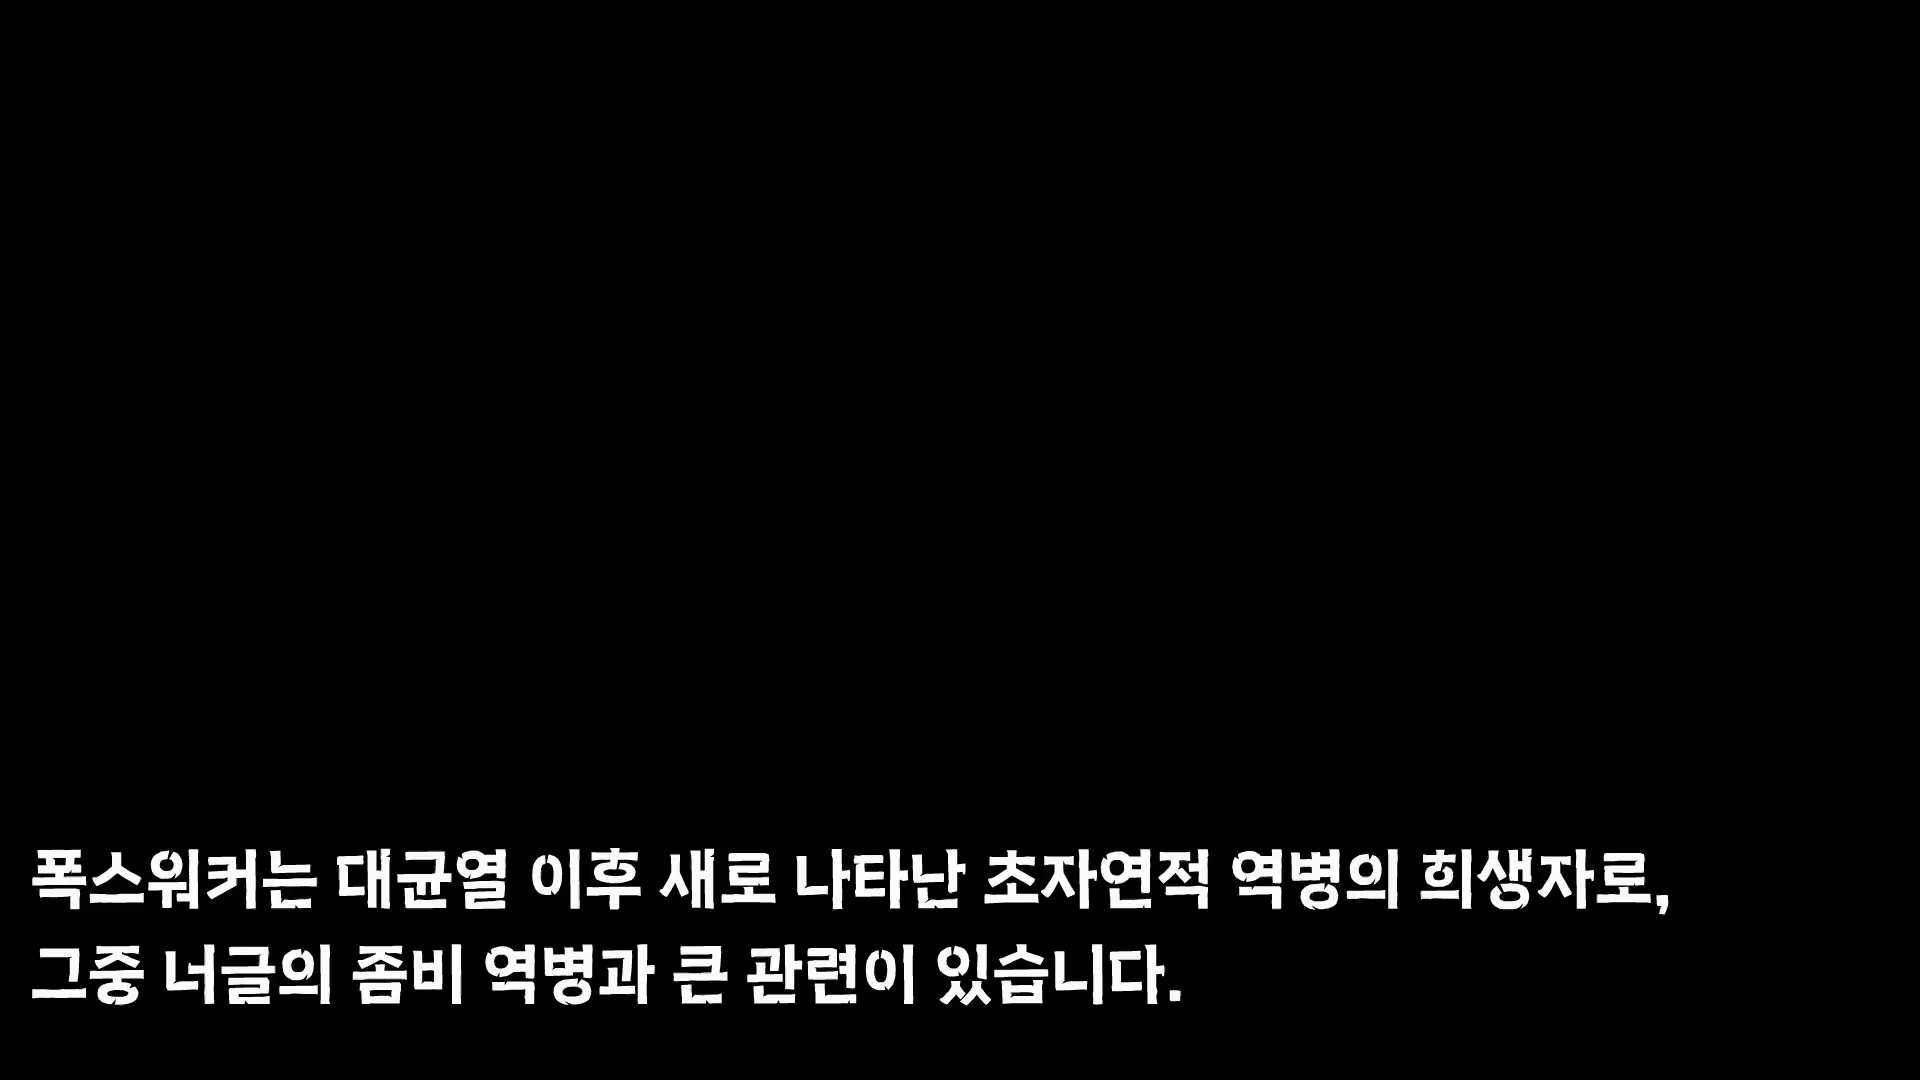 폭스워커는 대균열 이후 새로 나타난 초자연적 역병의 희생자로,
그중 너글의 좀비 역병과 큰 관련이 있습니다.